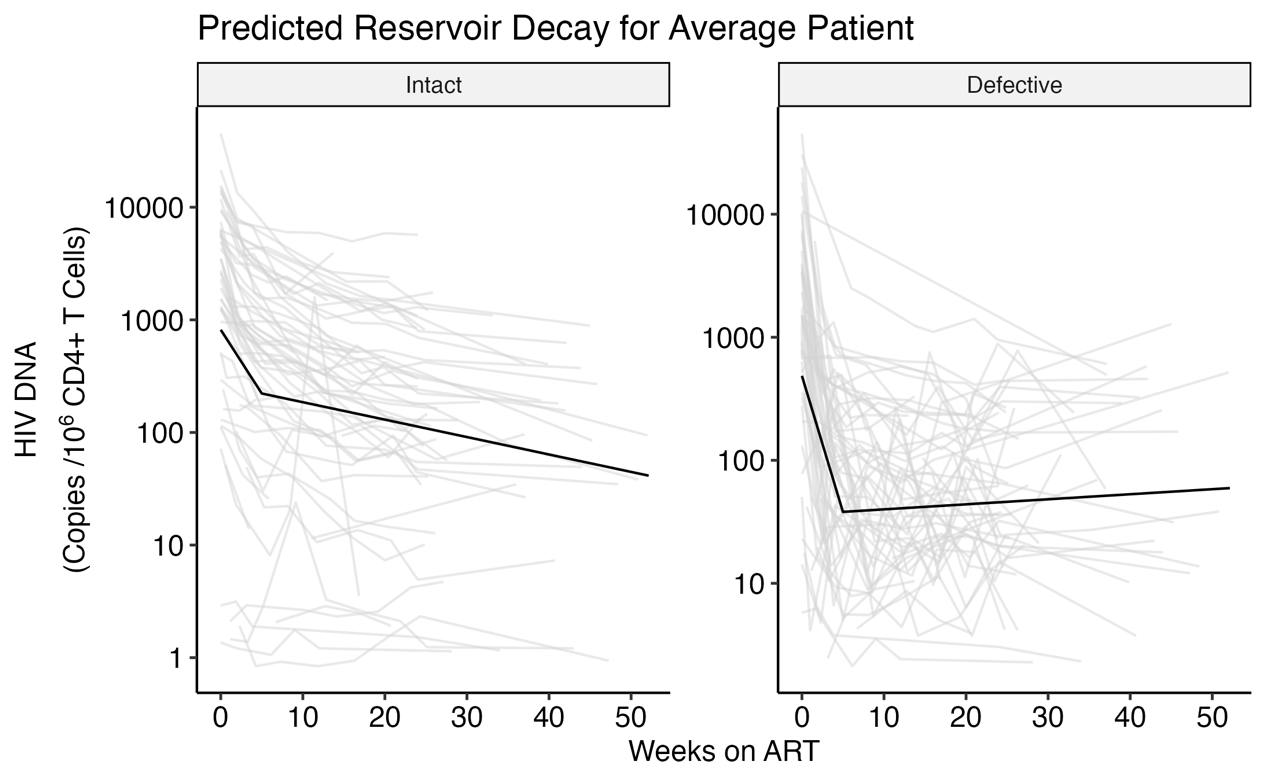 Predicted Reservoir Decay for Average Patient
Intact
Defective
HIV DNA
(Copies /10⁶ CD4+ T Cells)
10000
1000
100
10
1
10000
1000
100
10
0 10 20 30 40 50
0 10 20 30 40 50
Weeks on ART